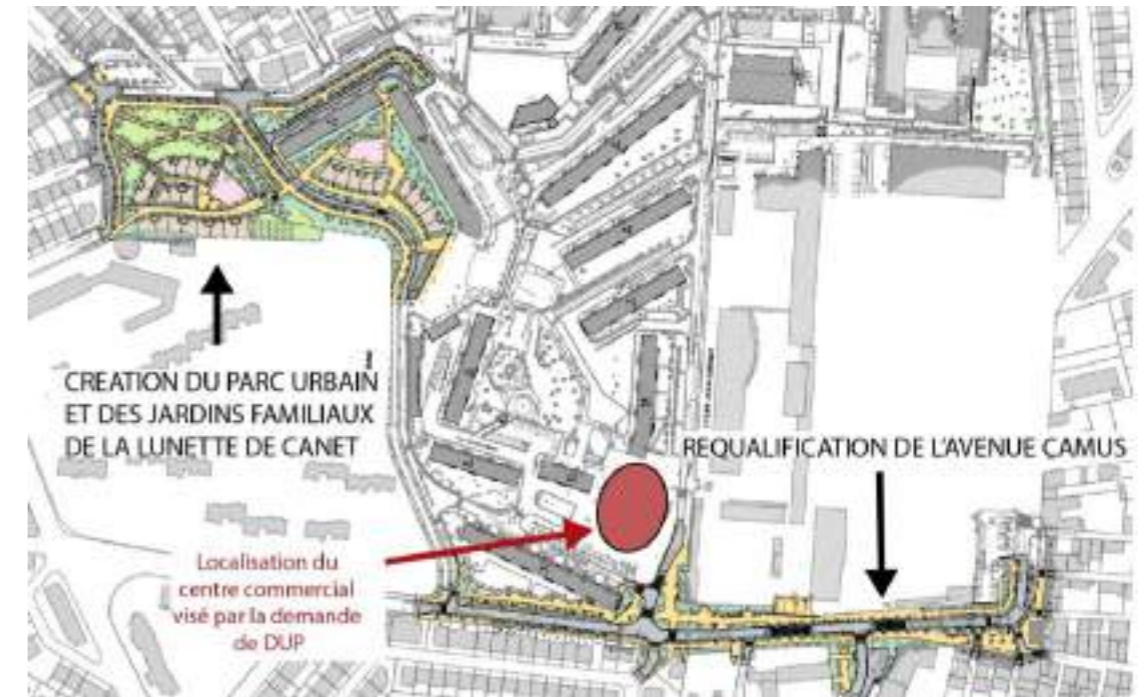 CREATION DU PARC URBAIN
ET DES JARDINS FAMILIAUX
DE LA LUNETTE DE CANET
REQUALIFICATION DE L'AVENUE CAMUS
Localisation du
centre commercial
visé par la demande
de DUP